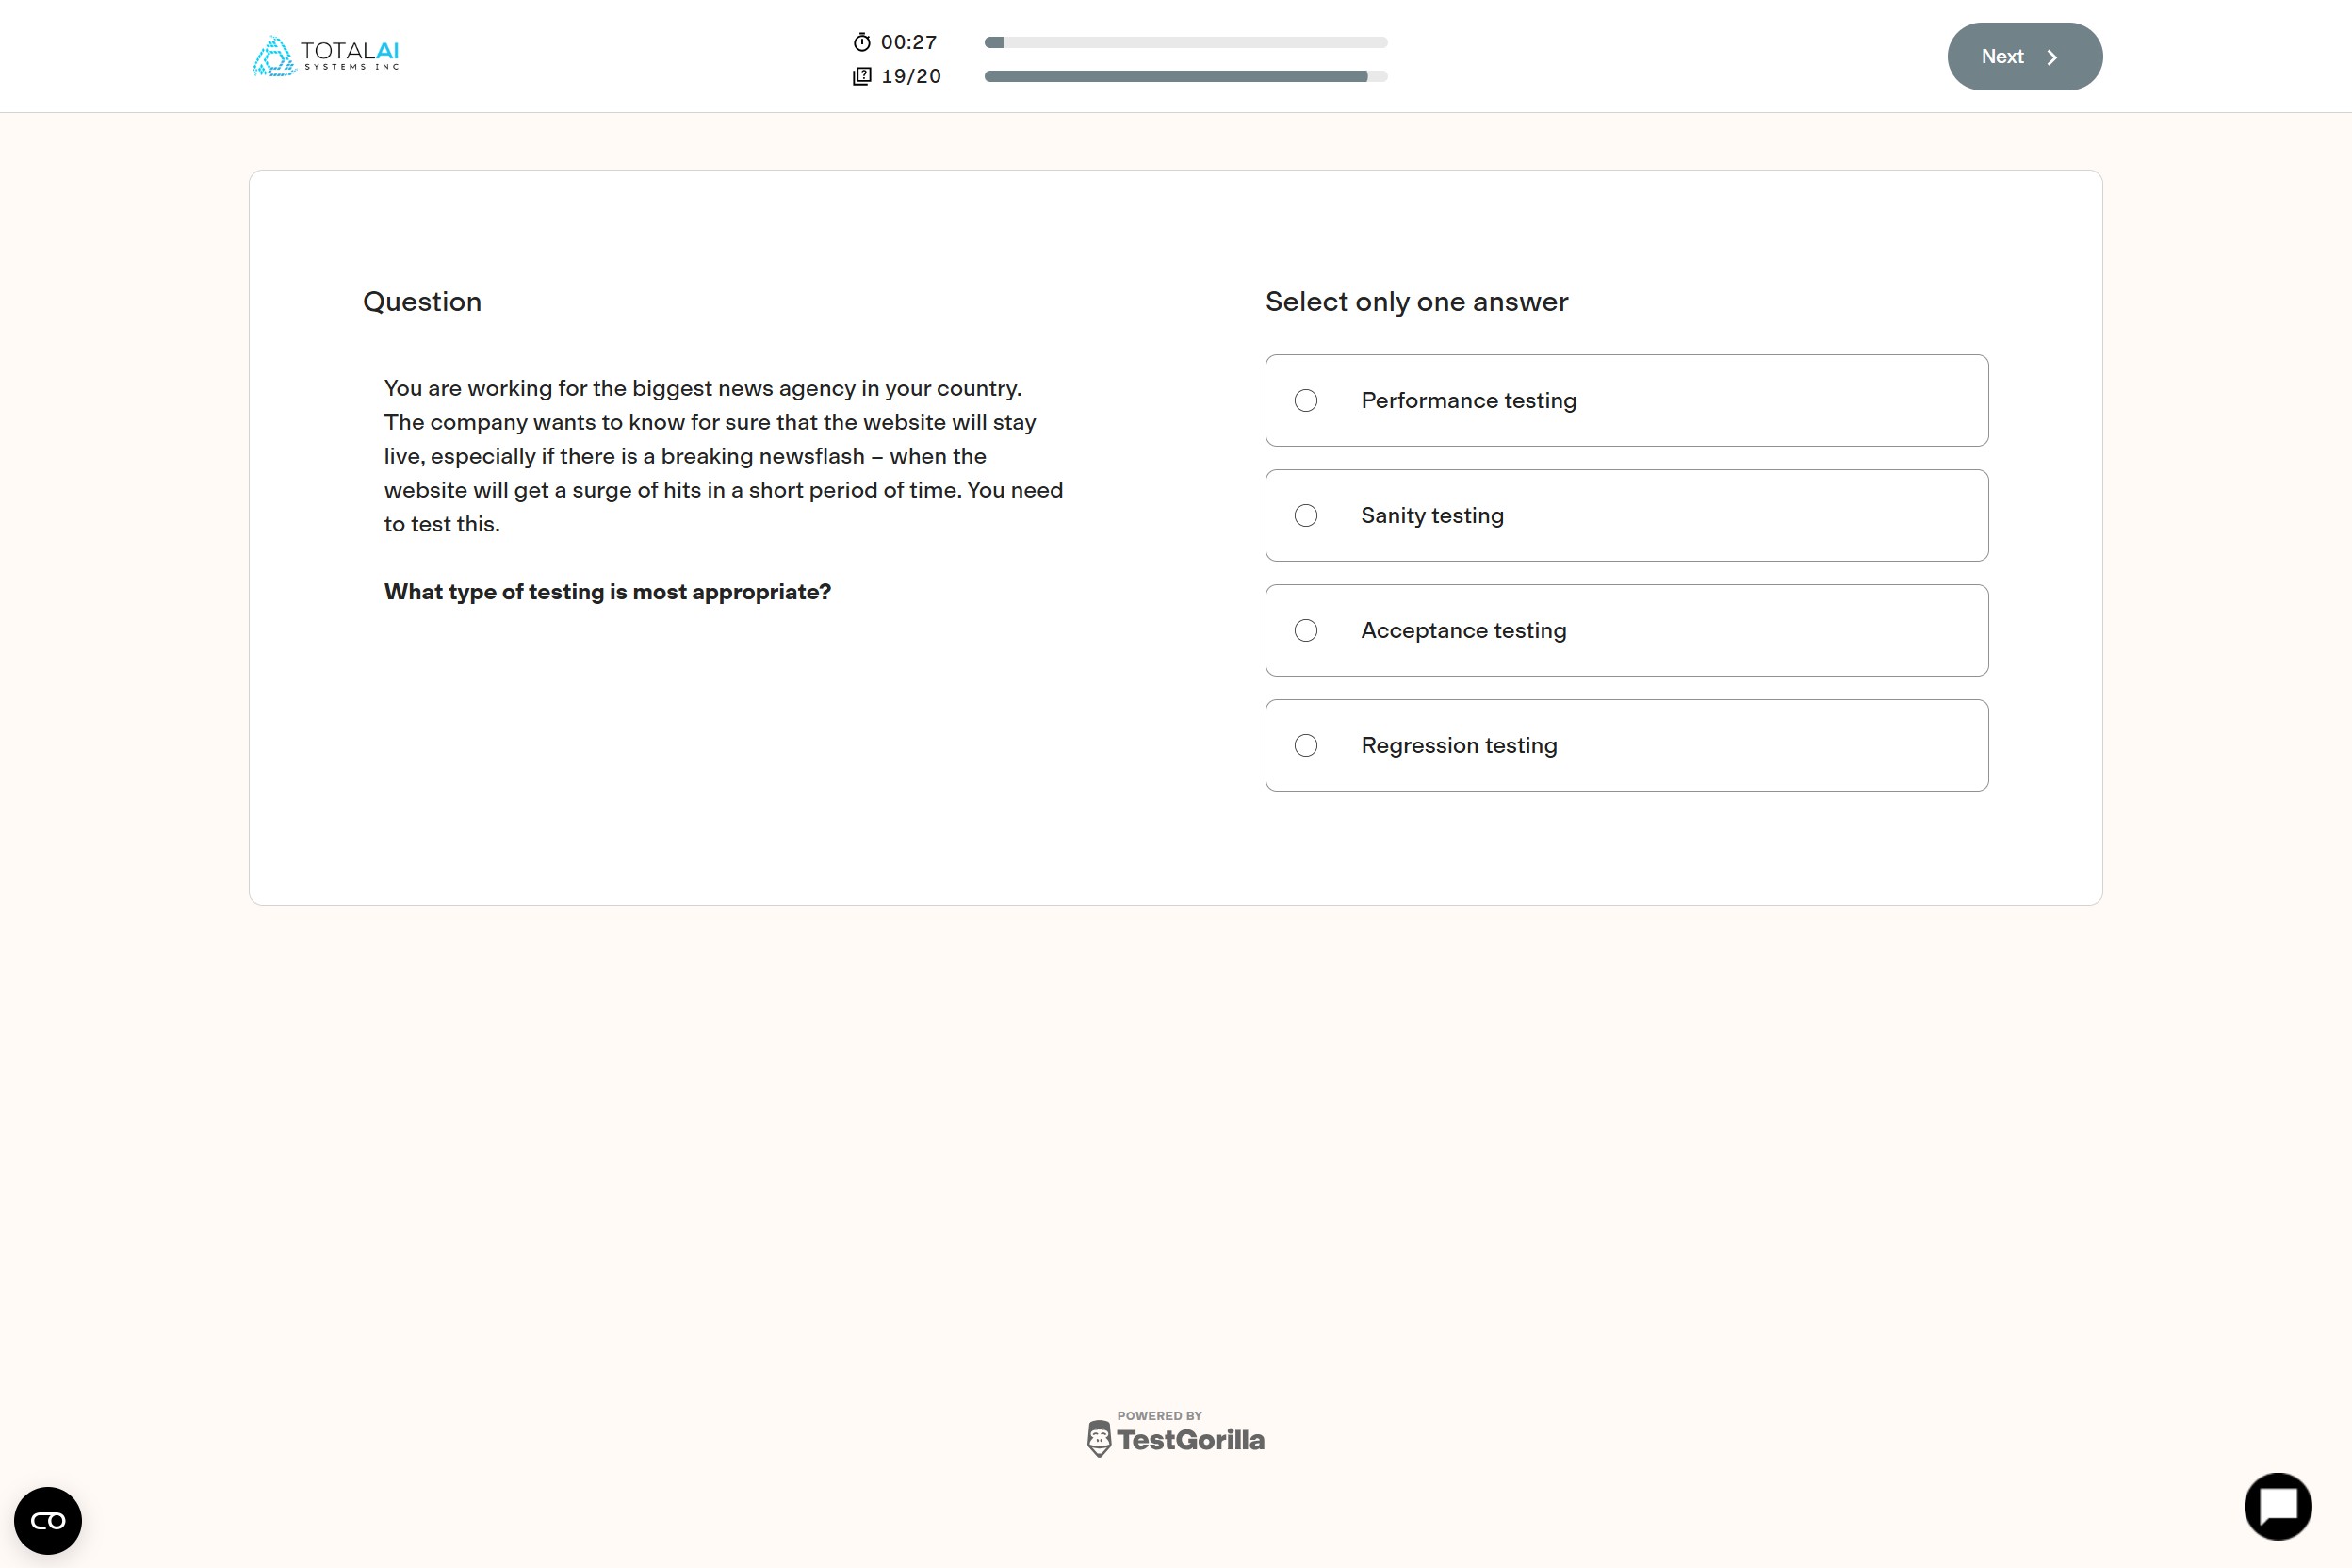 TOTALAI
SYSTEMS INC
00:27
19/20
Next
Question
You are working for the biggest news agency in your country.
The company wants to know for sure that the website will stay
live, especially if there is a breaking newsflash – when the
website will get a surge of hits in a short period of time. You need
to test this.
What type of testing is most appropriate?
Select only one answer
Performance testing
Sanity testing
Acceptance testing
Regression testing
POWERED BY
TestGorilla